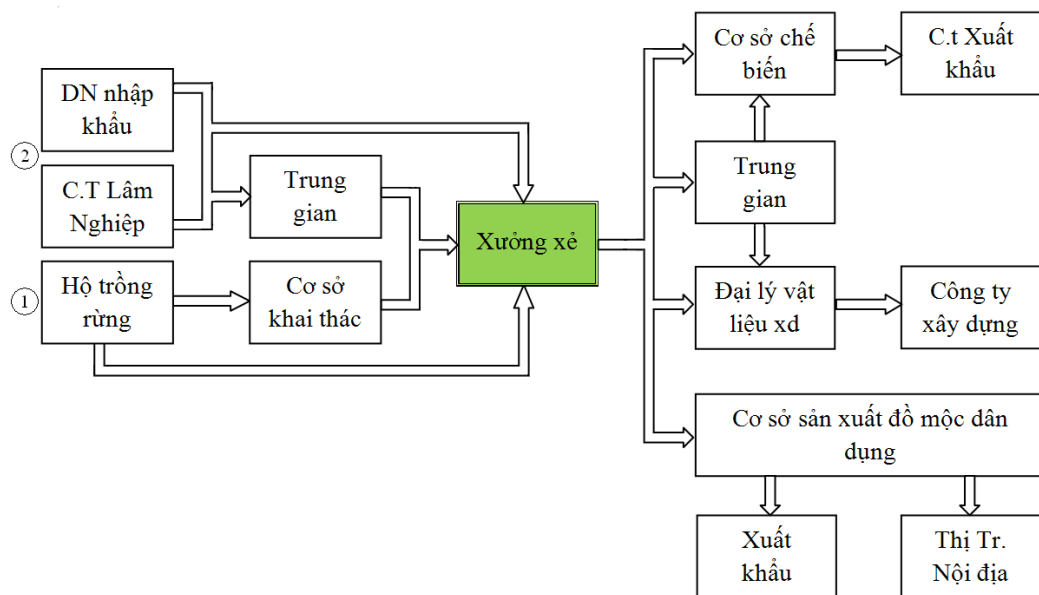 DN nhập
khẩu
2
C.T Lâm
Nghiệp
1
Hộ trồng
rừng
Trung
gian
Cơ sở
khai thác
Xưởng xẻ
Cơ sở chế
biến
C.t Xuất
khẩu
Trung
gian
Đại lý vật
liệu xd
Công ty
xây dựng
Cơ sở sản xuất đồ mộc dân
dụng
Xuất
khẩu
Thị Tr.
Nội địa